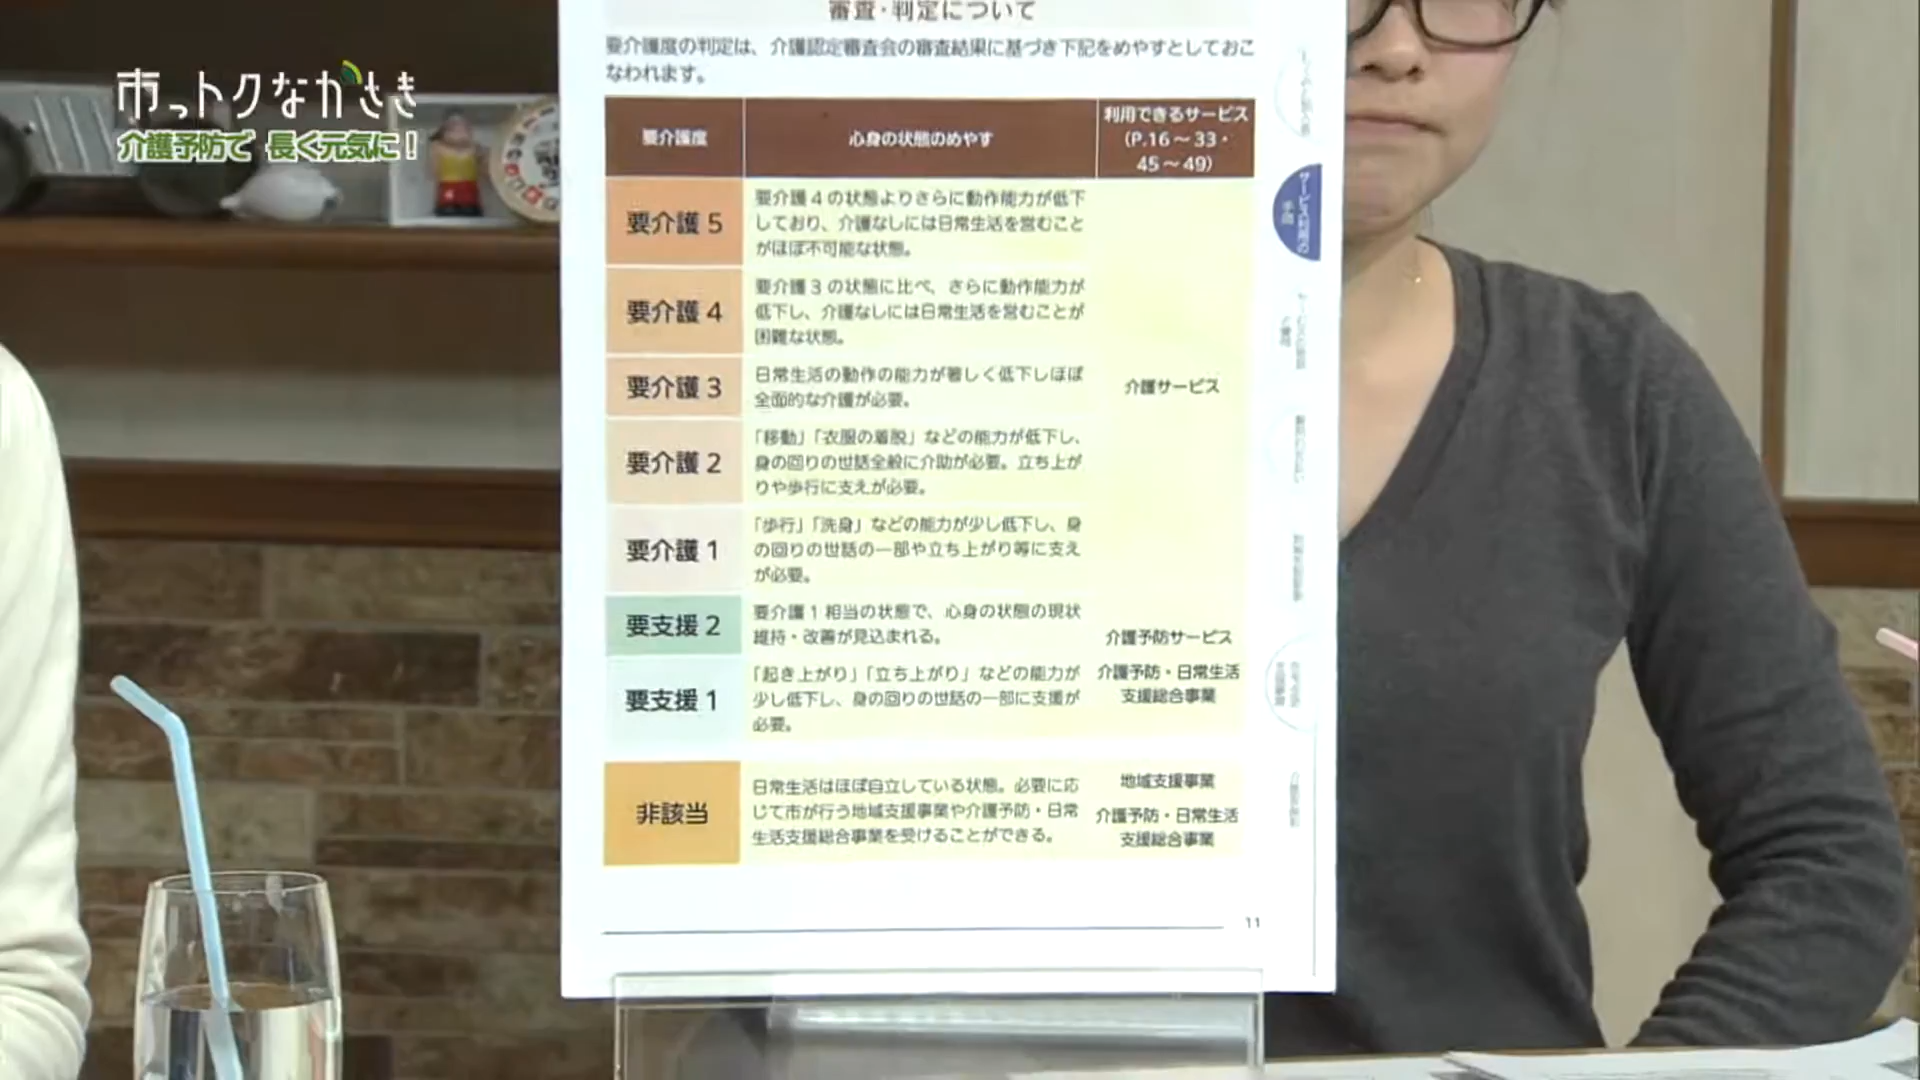 市っトクながさき
介護予防で 長く元気に！
審査・判定について
要介護度の判定は、介護認定審査会の審査結果に基づき下記をめやすとしておこ
なわれます。
要介護度
心身の状態のめやす
利用できるサービス
（P.16～33・
45～49）
要介護5
要介護4の状態よりさらに動作能力が低下
しており、介護なしには日常生活を営むこと
がほぼ不可能な状態。
要介護4
要介護3の状態に比べ、さらに動作能力が
低下し、介護なしには日常生活を営むことが
困難な状態。
要介護3
日常生活の動作の能力が著しく低下しほぼ
全面的な介護が必要。
介護サービス
要介護2
「移動」「衣服の着脱」などの能力が低下し、
身の回りの世話全般に介助が必要。立ち上が
りや歩行に支えが必要。
要介護1
「歩行」「洗身」などの能力が少し低下し、身
の回りの世話の一部や立ち上がり等に支え
が必要。
要支援2
要介護1相当の状態で、心身の状態の現状
維持・改善が見込まれる。
介護予防サービス
介護予防・日常生活
支援総合事業
要支援1
「起き上がり」「立ち上がり」などの能力が
少し低下し、身の回りの世話の一部に支援が
必要。
非該当
日常生活はほぼ自立している状態。必要に応
じて市が行う地域支援事業や介護予防・日常
生活支援総合事業を受けることができる。
地域支援事業
介護予防・日常生活
支援総合事業
11
サービス利用の
手順